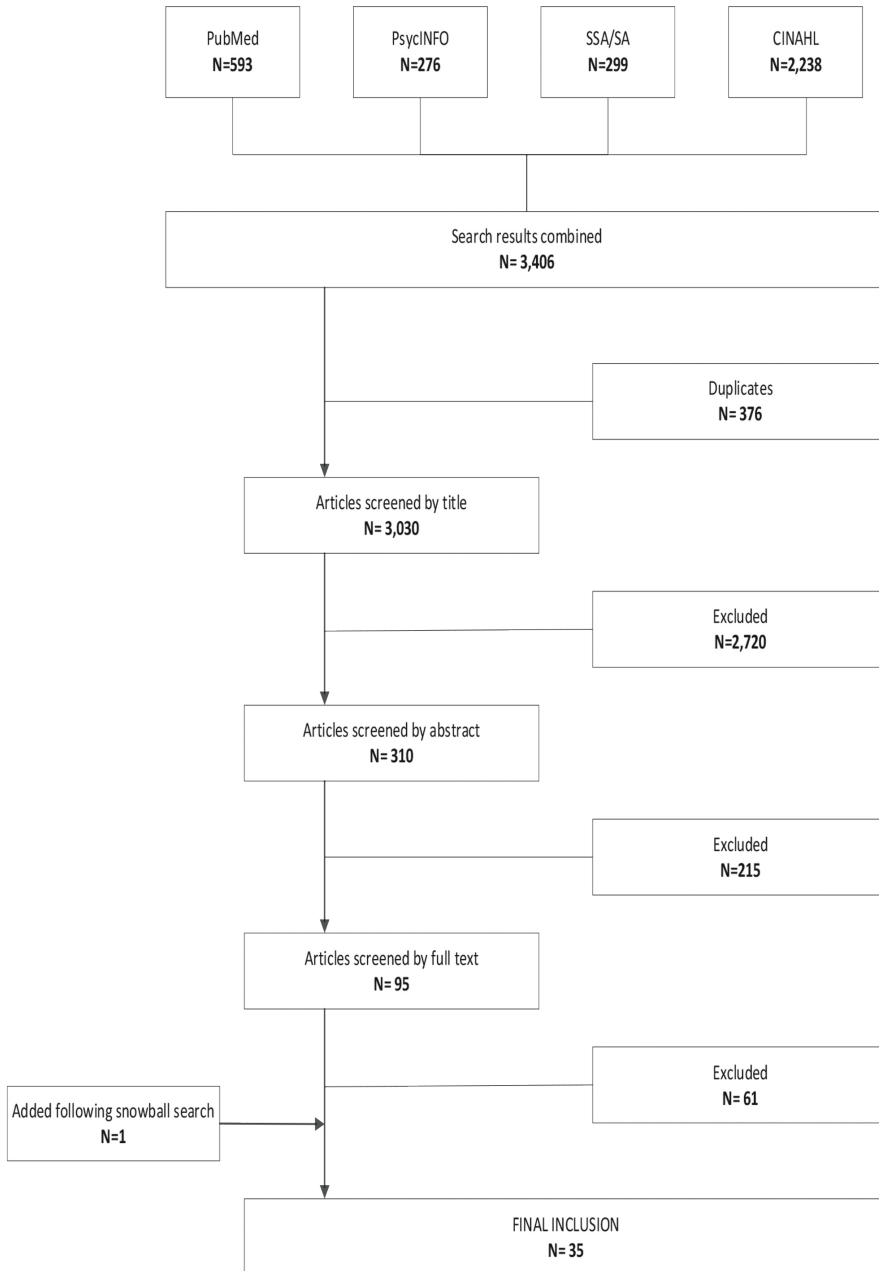 PubMed
N=593
PsycINFO
N=276
SSA/SA
N=299
CINAHL
N=2,238
Search results combined
N= 3,406
Duplicates
N= 376
Articles screened by title
N= 3,030
Excluded
N=2,720
Articles screened by abstract
N= 310
Excluded
N=215
Articles screened by full text
N= 95
Excluded
N= 61
Added following snowball search
N=1
FINAL INCLUSION
N= 35